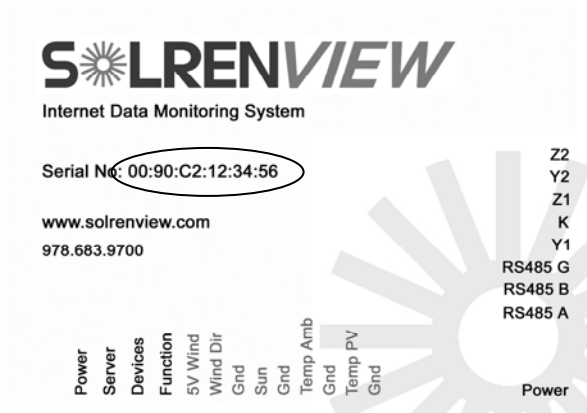 SOLRENVIEW
Internet Data Monitoring System
Serial No: 00:90:C2:12:34:56
www.solrenview.com
978.683.9700
Z2
Y2
Z1
K
Y1
RS485 G
RS485 B
RS485 A
Power
Server
Devices
Function
5V Wind
Wind Dir
Gnd
Sun
Gnd
Temp Amb
Gnd
Temp PV
Gnd
Power